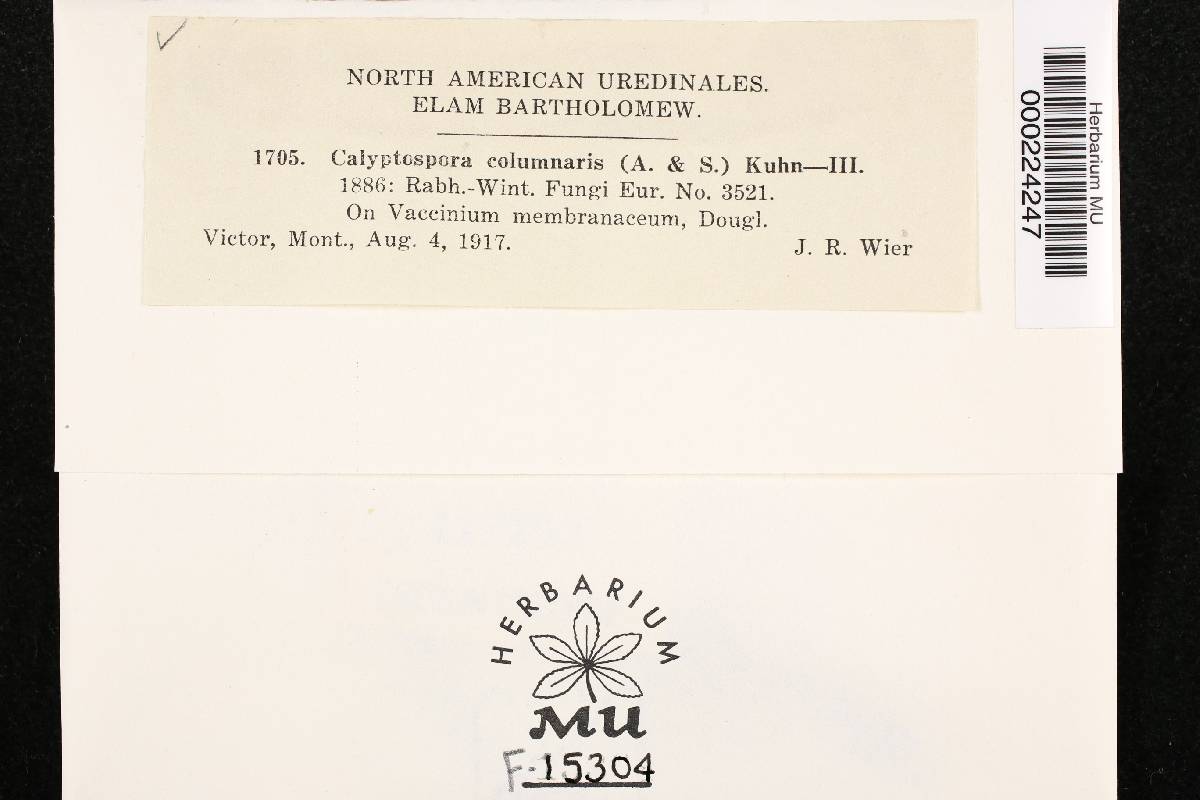 NORTH AMERICAN UREDINALES.
ELAM BARTHOLOMEW.
1705. Calyptospora columnaris (A. & S.) Kuhn—III.
1886: Rabh.-Wint. Fungi Eur. No. 3521.
On Vaccinium membranaceum, Dougl.
Victor, Mont., Aug. 4, 1917. J. R. Wier
Herbarium MU
000224247
HERBARIUM
MU
F-15304